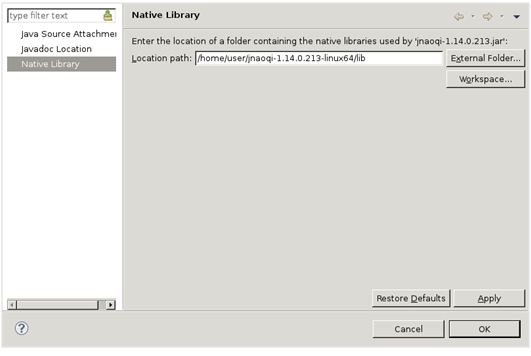 type filter text
Java Source Attachmen
Javadoc Location
Native Library
Native Library
Enter the location of a folder containing the native libraries used by 'jnaoqi-1.14.0.213.jar':
Location path: /home/user/jnaoqi-1.14.0.213-linux64/lib External Folder...
Workspace...
Restore Defaults Apply
Cancel OK